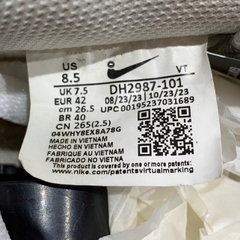 US
8.5
VT
UK 7.5
DH2987-101
EUR 42
08/23/23
10/23/23
cm 26.5
UPC 00195237031689
BR 40
CN 265(2.5)
04WHY8EX8A78G
MADE IN VIETNAM
FABRIQUÉ AU VIETNAM
HECHO EN VIETNAM
FABRICADO NO VIETNAM
This product is covered by one or more patents:
www.nike.com/patentsvirtualmarking